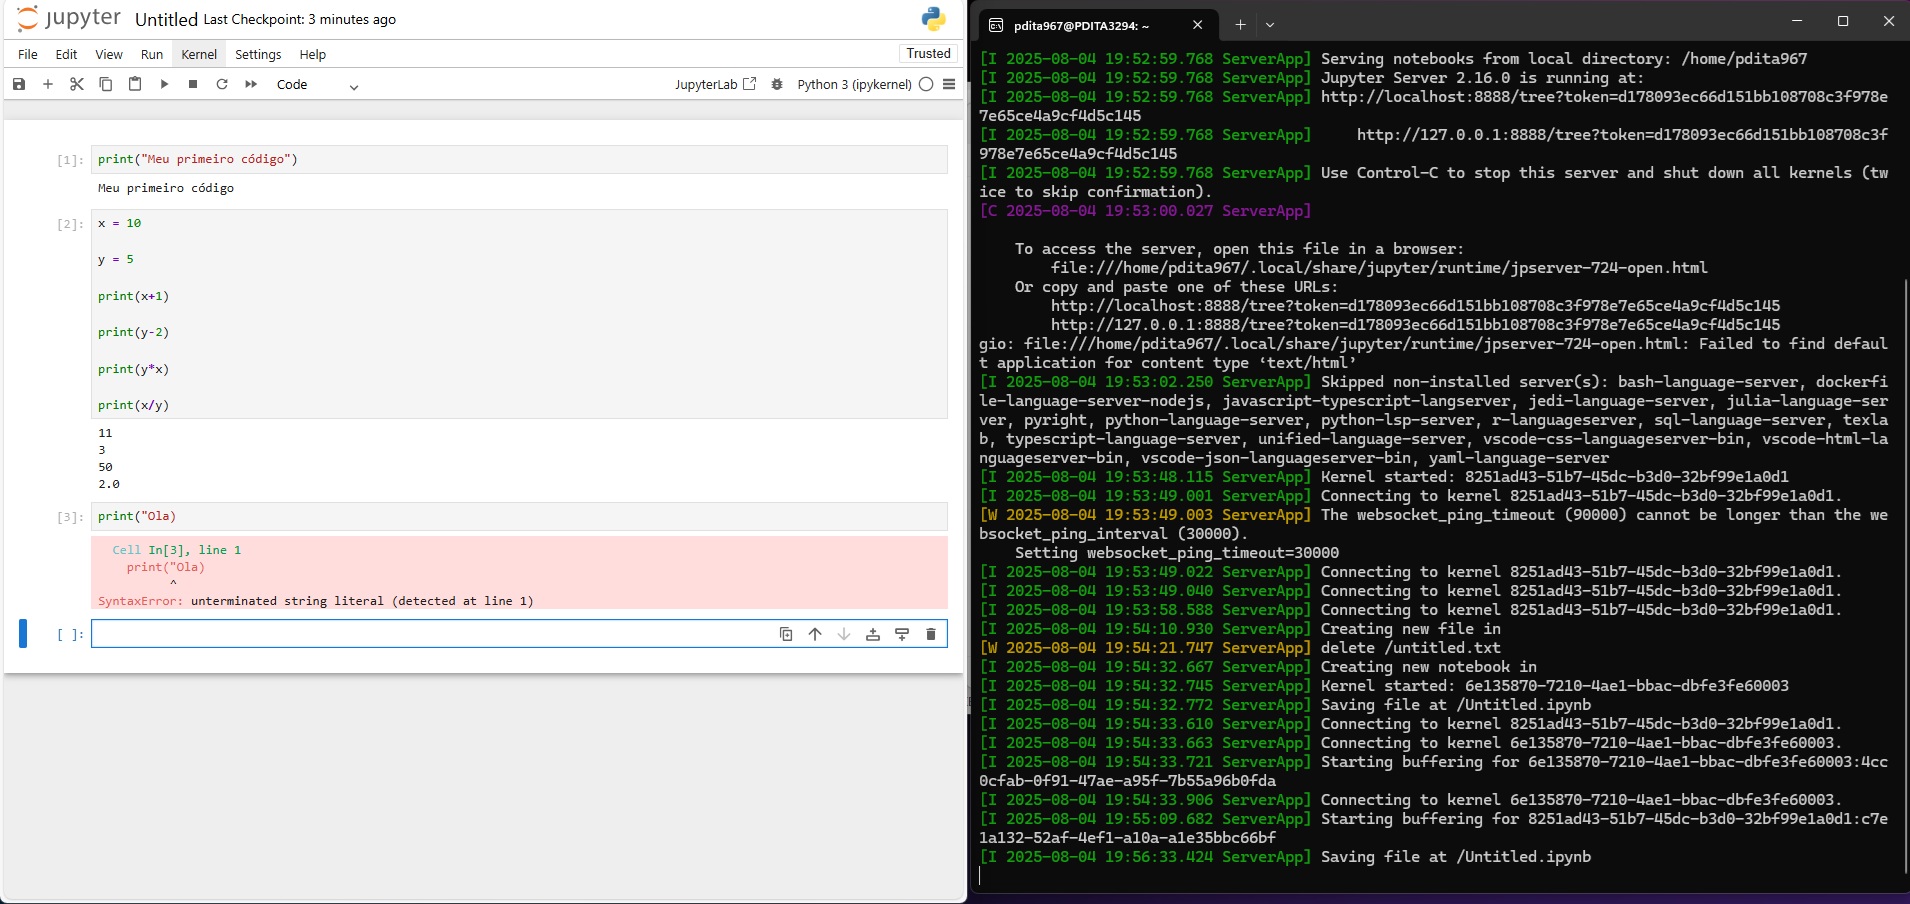 jupyter Untitled Last Checkpoint: 3 minutes ago
File Edit View Run Kernel Settings Help Trusted
Code JupyterLab Python 3 (ipykernel)
[1]: print("Meu primeiro código")
Meu primeiro código
[2]: x = 10
y = 5
print(x+1)
print(y-2)
print(y*x)
print(x/y)
11
3
50
2.0
[3]: print("Ola)
Cell In[3], line 1
print("Ola)
^
SyntaxError: unterminated string literal (detected at line 1)
[ ]:
pdita967@PDITA3294: ~
[I 2025-08-04 19:52:59.768 ServerApp] Serving notebooks from local directory: /home/pdita967
[I 2025-08-04 19:52:59.768 ServerApp] Jupyter Server 2.16.0 is running at:
[I 2025-08-04 19:52:59.768 ServerApp] http://localhost:8888/tree?token=d178093ec66d151bb108708c3f978e
7e65ce4a9cf4d5c145
[I 2025-08-04 19:52:59.768 ServerApp]     http://127.0.0.1:8888/tree?token=d178093ec66d151bb108708c3f
978e7e65ce4a9cf4d5c145
[I 2025-08-04 19:52:59.768 ServerApp] Use Control-C to stop this server and shut down all kernels (tw
ice to skip confirmation).
[C 2025-08-04 19:53:00.027 ServerApp]
To access the server, open this file in a browser:
file:///home/pdita967/.local/share/jupyter/runtime/jpserver-724-open.html
Or copy and paste one of these URLs:
http://localhost:8888/tree?token=d178093ec66d151bb108708c3f978e7e65ce4a9cf4d5c145
http://127.0.0.1:8888/tree?token=d178093ec66d151bb108708c3f978e7e65ce4a9cf4d5c145
gio: file:///home/pdita967/.local/share/jupyter/runtime/jpserver-724-open.html: Failed to find defaul
t application for content type ‘text/html’
[I 2025-08-04 19:53:02.250 ServerApp] Skipped non-installed server(s): bash-language-server, dockerfi
le-language-server-nodejs, javascript-typescript-langserver, jedi-language-server, julia-language-ser
ver, pyright, python-language-server, python-lsp-server, r-languageserver, sql-language-server, texla
b, typescript-language-server, unified-language-server, vscode-css-languageserver-bin, vscode-html-la
nguageserver-bin, vscode-json-languageserver-bin, yaml-language-server
[I 2025-08-04 19:53:48.115 ServerApp] Kernel started: 8251ad43-51b7-45dc-b3d0-32bf99e1a0d1
[I 2025-08-04 19:53:49.001 ServerApp] Connecting to kernel 8251ad43-51b7-45dc-b3d0-32bf99e1a0d1.
[W 2025-08-04 19:53:49.003 ServerApp] The websocket_ping_timeout (90000) cannot be longer than the we
bsocket_ping_interval (30000).
Setting websocket_ping_timeout=30000
[I 2025-08-04 19:53:49.022 ServerApp] Connecting to kernel 8251ad43-51b7-45dc-b3d0-32bf99e1a0d1.
[I 2025-08-04 19:53:49.040 ServerApp] Connecting to kernel 8251ad43-51b7-45dc-b3d0-32bf99e1a0d1.
[I 2025-08-04 19:53:58.588 ServerApp] Connecting to kernel 8251ad43-51b7-45dc-b3d0-32bf99e1a0d1.
[I 2025-08-04 19:54:10.930 ServerApp] Creating new file in
[W 2025-08-04 19:54:21.747 ServerApp] delete /untitled.txt
[I 2025-08-04 19:54:32.667 ServerApp] Creating new notebook in
[I 2025-08-04 19:54:32.745 ServerApp] Kernel started: 6e135870-7210-4ae1-bbac-dbfe3fe60003
[I 2025-08-04 19:54:32.772 ServerApp] Saving file at /Untitled.ipynb
[I 2025-08-04 19:54:33.610 ServerApp] Connecting to kernel 8251ad43-51b7-45dc-b3d0-32bf99e1a0d1.
[I 2025-08-04 19:54:33.663 ServerApp] Connecting to kernel 6e135870-7210-4ae1-bbac-dbfe3fe60003.
[I 2025-08-04 19:54:33.721 ServerApp] Starting buffering for 6e135870-7210-4ae1-bbac-dbfe3fe60003:4cc
0cfab-0f91-47ae-a95f-7b55a96b0fda
[I 2025-08-04 19:54:33.906 ServerApp] Connecting to kernel 6e135870-7210-4ae1-bbac-dbfe3fe60003.
[I 2025-08-04 19:55:09.682 ServerApp] Starting buffering for 8251ad43-51b7-45dc-b3d0-32bf99e1a0d1:c7e
1a132-52af-4ef1-a10a-a1e35bbc66bf
[I 2025-08-04 19:56:33.424 ServerApp] Saving file at /Untitled.ipynb